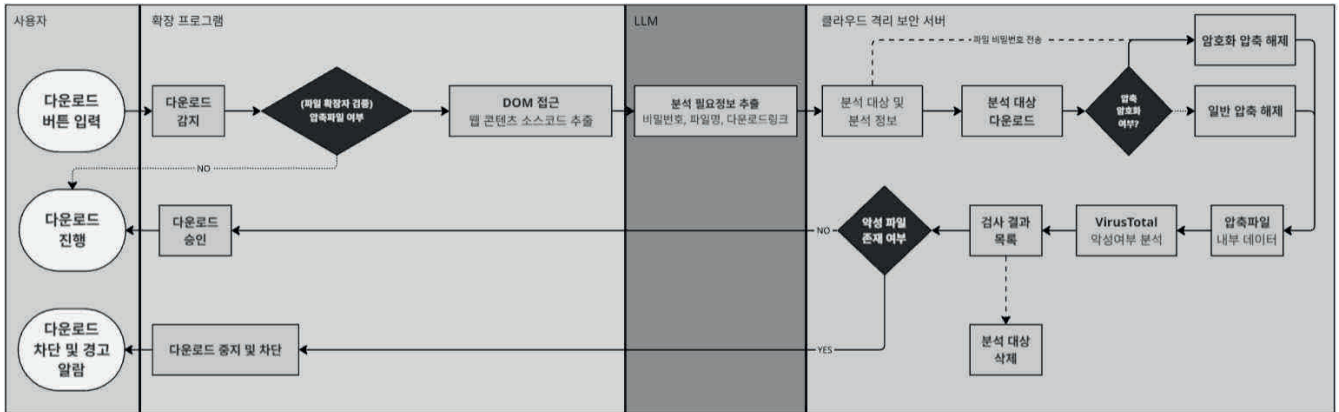 사용자
확장 프로그램
LLM
클라우드 격리 보안 서버
다운로드
버튼 입력
다운로드
감지
(파일 확장자 검증)
압축파일 여부
DOM 접근
웹 콘텐츠 소스코드 추출
분석 필요정보 추출
비밀번호, 파일명, 다운로드링크
분석 대상 및
분석 정보
분석 대상
다운로드
압축
암호화
여부?
파일 비밀번호 전송
암호화 압축 해제
일반 압축 해제
NO
다운로드
진행
다운로드
승인
NO
악성 파일
존재 여부
검사 결과
목록
VirusTotal
악성여부 분석
압축파일
내부 데이터
다운로드
차단 및 경고
알람
다운로드 중지 및 차단
YES
분석 대상
삭제